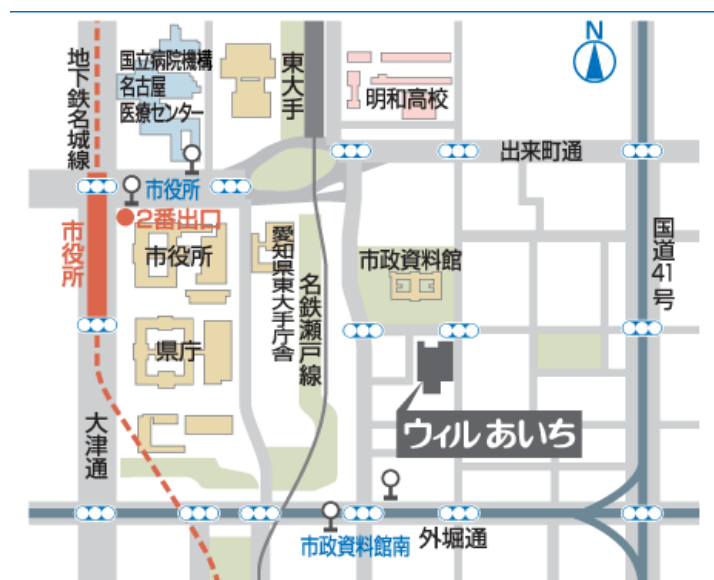 N
地下鉄名城線
国立病院機構
名古屋
医療センター
東大手
明和高校
出来町通
市役所
2番出口
市役所
市役所
愛知県東大手庁舎
名鉄瀬戸線
市政資料館
国道41号
県庁
大津通
ウィルあいち
市政資料館南
外堀通